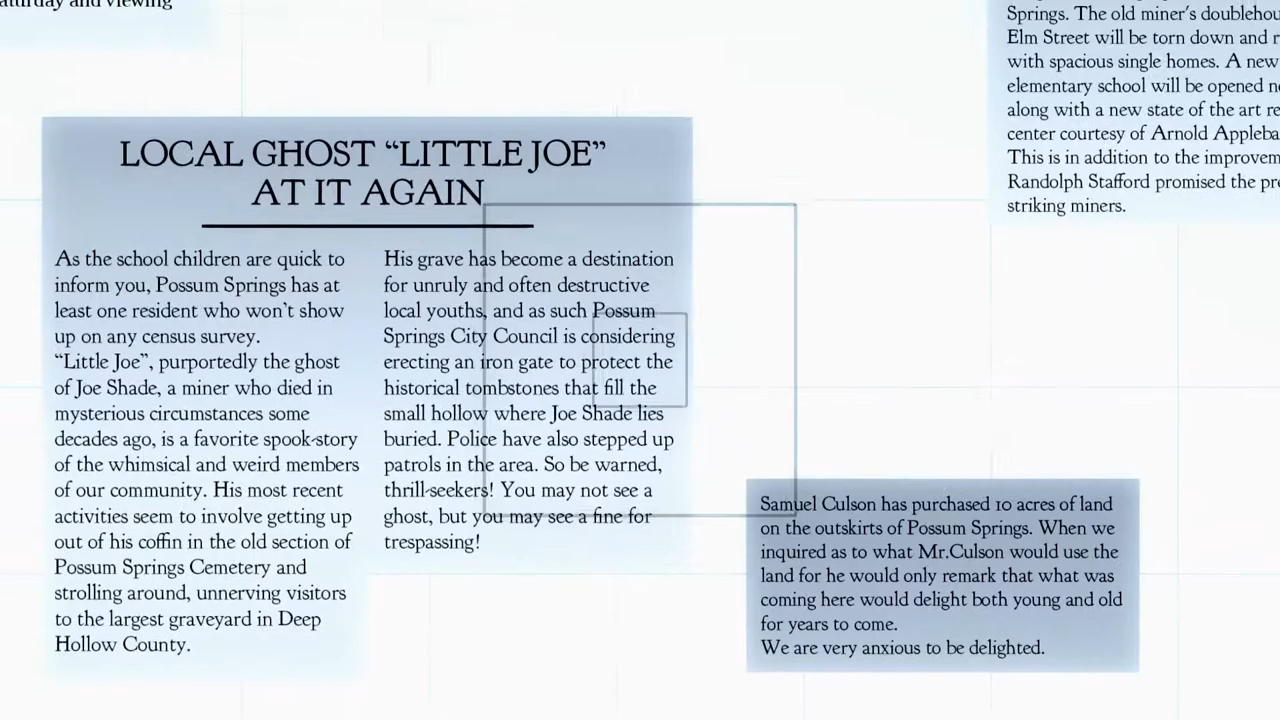 Saturday and viewing
LOCAL GHOST “LITTLE JOE”
AT IT AGAIN
As the school children are quick to
inform you, Possum Springs has at
least one resident who won't show
up on any census survey.
“Little Joe”, purportedly the ghost
of Joe Shade, a miner who died in
mysterious circumstances some
decades ago, is a favorite spook-story
of the whimsical and weird members
of our community. His most recent
activities seem to involve getting up
out of his coffin in the old section of
Possum Springs Cemetery and
strolling around, unnerving visitors
to the largest graveyard in Deep
Hollow County.
His grave has become a destination
for unruly and often destructive
local youths, and as such Possum
Springs City Council is considering
erecting an iron gate to protect the
historical tombstones that fill the
small hollow where Joe Shade lies
buried. Police have also stepped up
patrols in the area. So be warned,
thrill-seekers! You may not see a
ghost, but you may see a fine for
trespassing!
Springs. The old miner's doublehou
Elm Street will be torn down and r
with spacious single homes. A new
elementary school will be opened ne
along with a new state of the art re
center courtesy of Arnold Appleba
This is in addition to the improvem
Randolph Stafford promised the pre
striking miners.
Samuel Culson has purchased 10 acres of land
on the outskirts of Possum Springs. When we
inquired as to what Mr.Culson would use the
land for he would only remark that what was
coming here would delight both young and old
for years to come.
We are very anxious to be delighted.